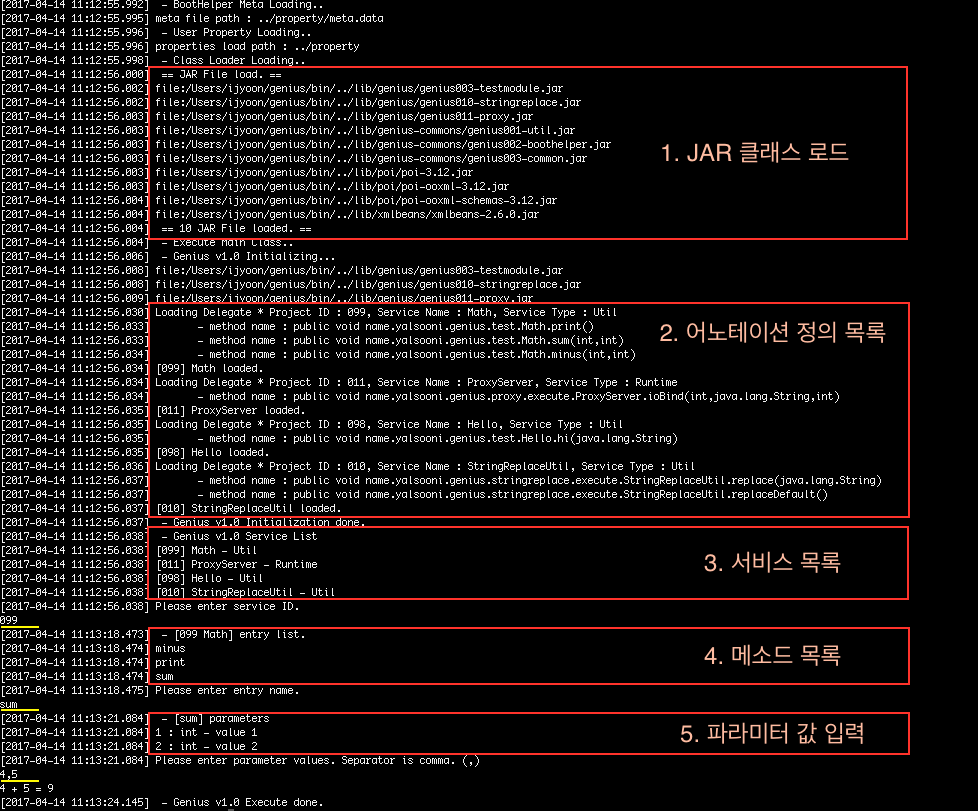 [2017-04-14 11:12:55.992]  - BootHelper Meta Loading..
[2017-04-14 11:12:55.995] meta file path : ../property/meta.data
[2017-04-14 11:12:55.996]  - User Property Loading..
[2017-04-14 11:12:55.996] properties load path : ../property
[2017-04-14 11:12:55.998]  - Class Loader Loading..
[2017-04-14 11:12:56.000]  == JAR File load. ==
[2017-04-14 11:12:56.002] file:/Users/ijyoon/genius/bin/../lib/genius/genius003-testmodule.jar
[2017-04-14 11:12:56.002] file:/Users/ijyoon/genius/bin/../lib/genius/genius010-stringreplace.jar
[2017-04-14 11:12:56.003] file:/Users/ijyoon/genius/bin/../lib/genius/genius011-proxy.jar
[2017-04-14 11:12:56.003] file:/Users/ijyoon/genius/bin/../lib/genius-commons/genius001-util.jar
[2017-04-14 11:12:56.003] file:/Users/ijyoon/genius/bin/../lib/genius-commons/genius002-boothelper.jar
1. JAR 클래스 로드
[2017-04-14 11:12:56.003] file:/Users/ijyoon/genius/bin/../lib/genius-commons/genius003-common.jar
[2017-04-14 11:12:56.003] file:/Users/ijyoon/genius/bin/../lib/poi/poi-3.12.jar
[2017-04-14 11:12:56.003] file:/Users/ijyoon/genius/bin/../lib/poi/poi-ooxml-3.12.jar
[2017-04-14 11:12:56.004] file:/Users/ijyoon/genius/bin/../lib/poi/poi-ooxml-schemas-3.12.jar
[2017-04-14 11:12:56.004] file:/Users/ijyoon/genius/bin/../lib/xmlbeans/xmlbeans-2.6.0.jar
[2017-04-14 11:12:56.004]  == 10 JAR File loaded. ==
[2017-04-14 11:12:56.004]  - Execute Main Class..
[2017-04-14 11:12:56.006]  - Genius v1.0 Initializing...
[2017-04-14 11:12:56.008] file:/Users/ijyoon/genius/bin/../lib/genius/genius003-testmodule.jar
[2017-04-14 11:12:56.008] file:/Users/ijyoon/genius/bin/../lib/genius/genius010-stringreplace.jar
[2017-04-14 11:12:56.009] file:/Users/ijyoon/genius/bin/../lib/genius/genius011-proxy.jar
[2017-04-14 11:12:56.030] Loading Delegate * Project ID : 099, Service Name : Math, Service Type : Util
[2017-04-14 11:12:56.033]       - method name : public void name.yalsooni.genius.test.Math.print()
2. 어노테이션 정의 목록
[2017-04-14 11:12:56.033]       - method name : public void name.yalsooni.genius.test.Math.sum(int,int)
[2017-04-14 11:12:56.034]       - method name : public void name.yalsooni.genius.test.Math.minus(int,int)
[2017-04-14 11:12:56.034] [099] Math loaded.
[2017-04-14 11:12:56.034] Loading Delegate * Project ID : 011, Service Name : ProxyServer, Service Type : Runtime
[2017-04-14 11:12:56.034]       - method name : public void name.yalsooni.genius.proxy.execute.ProxyServer.ioBind(int,java.lang.String,int)
[2017-04-14 11:12:56.035] [011] ProxyServer loaded.
[2017-04-14 11:12:56.035] Loading Delegate * Project ID : 098, Service Name : Hello, Service Type : Util
[2017-04-14 11:12:56.035]       - method name : public void name.yalsooni.genius.test.Hello.hi(java.lang.String)
[2017-04-14 11:12:56.035] [098] Hello loaded.
[2017-04-14 11:12:56.036] Loading Delegate * Project ID : 010, Service Name : StringReplaceUtil, Service Type : Util
[2017-04-14 11:12:56.037]       - method name : public void name.yalsooni.genius.stringreplace.execute.StringReplaceUtil.replace(java.lang.String)
[2017-04-14 11:12:56.037]       - method name : public void name.yalsooni.genius.stringreplace.execute.StringReplaceUtil.replaceDefault()
[2017-04-14 11:12:56.037] [010] StringReplaceUtil loaded.
[2017-04-14 11:12:56.037]  - Genius v1.0 Initialization done.
[2017-04-14 11:12:56.038]  - Genius v1.0 Service List
[2017-04-14 11:12:56.038] [099] Math - Util
[2017-04-14 11:12:56.038] [011] ProxyServer - Runtime
3. 서비스 목록
[2017-04-14 11:12:56.038] [098] Hello - Util
[2017-04-14 11:12:56.038] [010] StringReplaceUtil - Util
[2017-04-14 11:12:56.038] Please enter service ID.
099
[2017-04-14 11:13:18.473]  - [099 Math] entry list.
[2017-04-14 11:13:18.474] minus
4. 메소드 목록
[2017-04-14 11:13:18.474] print
[2017-04-14 11:13:18.474] sum
[2017-04-14 11:13:18.475] Please enter entry name.
sum
[2017-04-14 11:13:21.084]  - [sum] parameters
[2017-04-14 11:13:21.084] 1 : int - value 1
5. 파라미터 값 입력
[2017-04-14 11:13:21.084] 2 : int - value 2
[2017-04-14 11:13:21.084] Please enter parameter values. Separator is comma. (,)
4,5
4 + 5 = 9
[2017-04-14 11:13:24.145]  - Genius v1.0 Execute done.